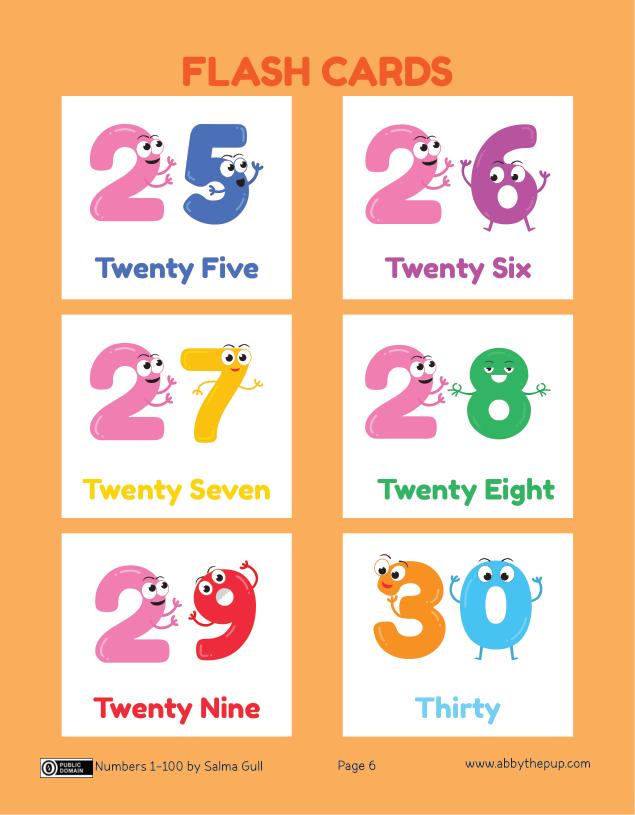 FLASH CARDS
25 26
Twenty Five Twenty Six
27 28
Twenty Seven Twenty Eight
29 30
Twenty Nine Thirty
PUBLIC DOMAIN Numbers 1-100 by Salma Gull Page 6 www.abbythepup.com